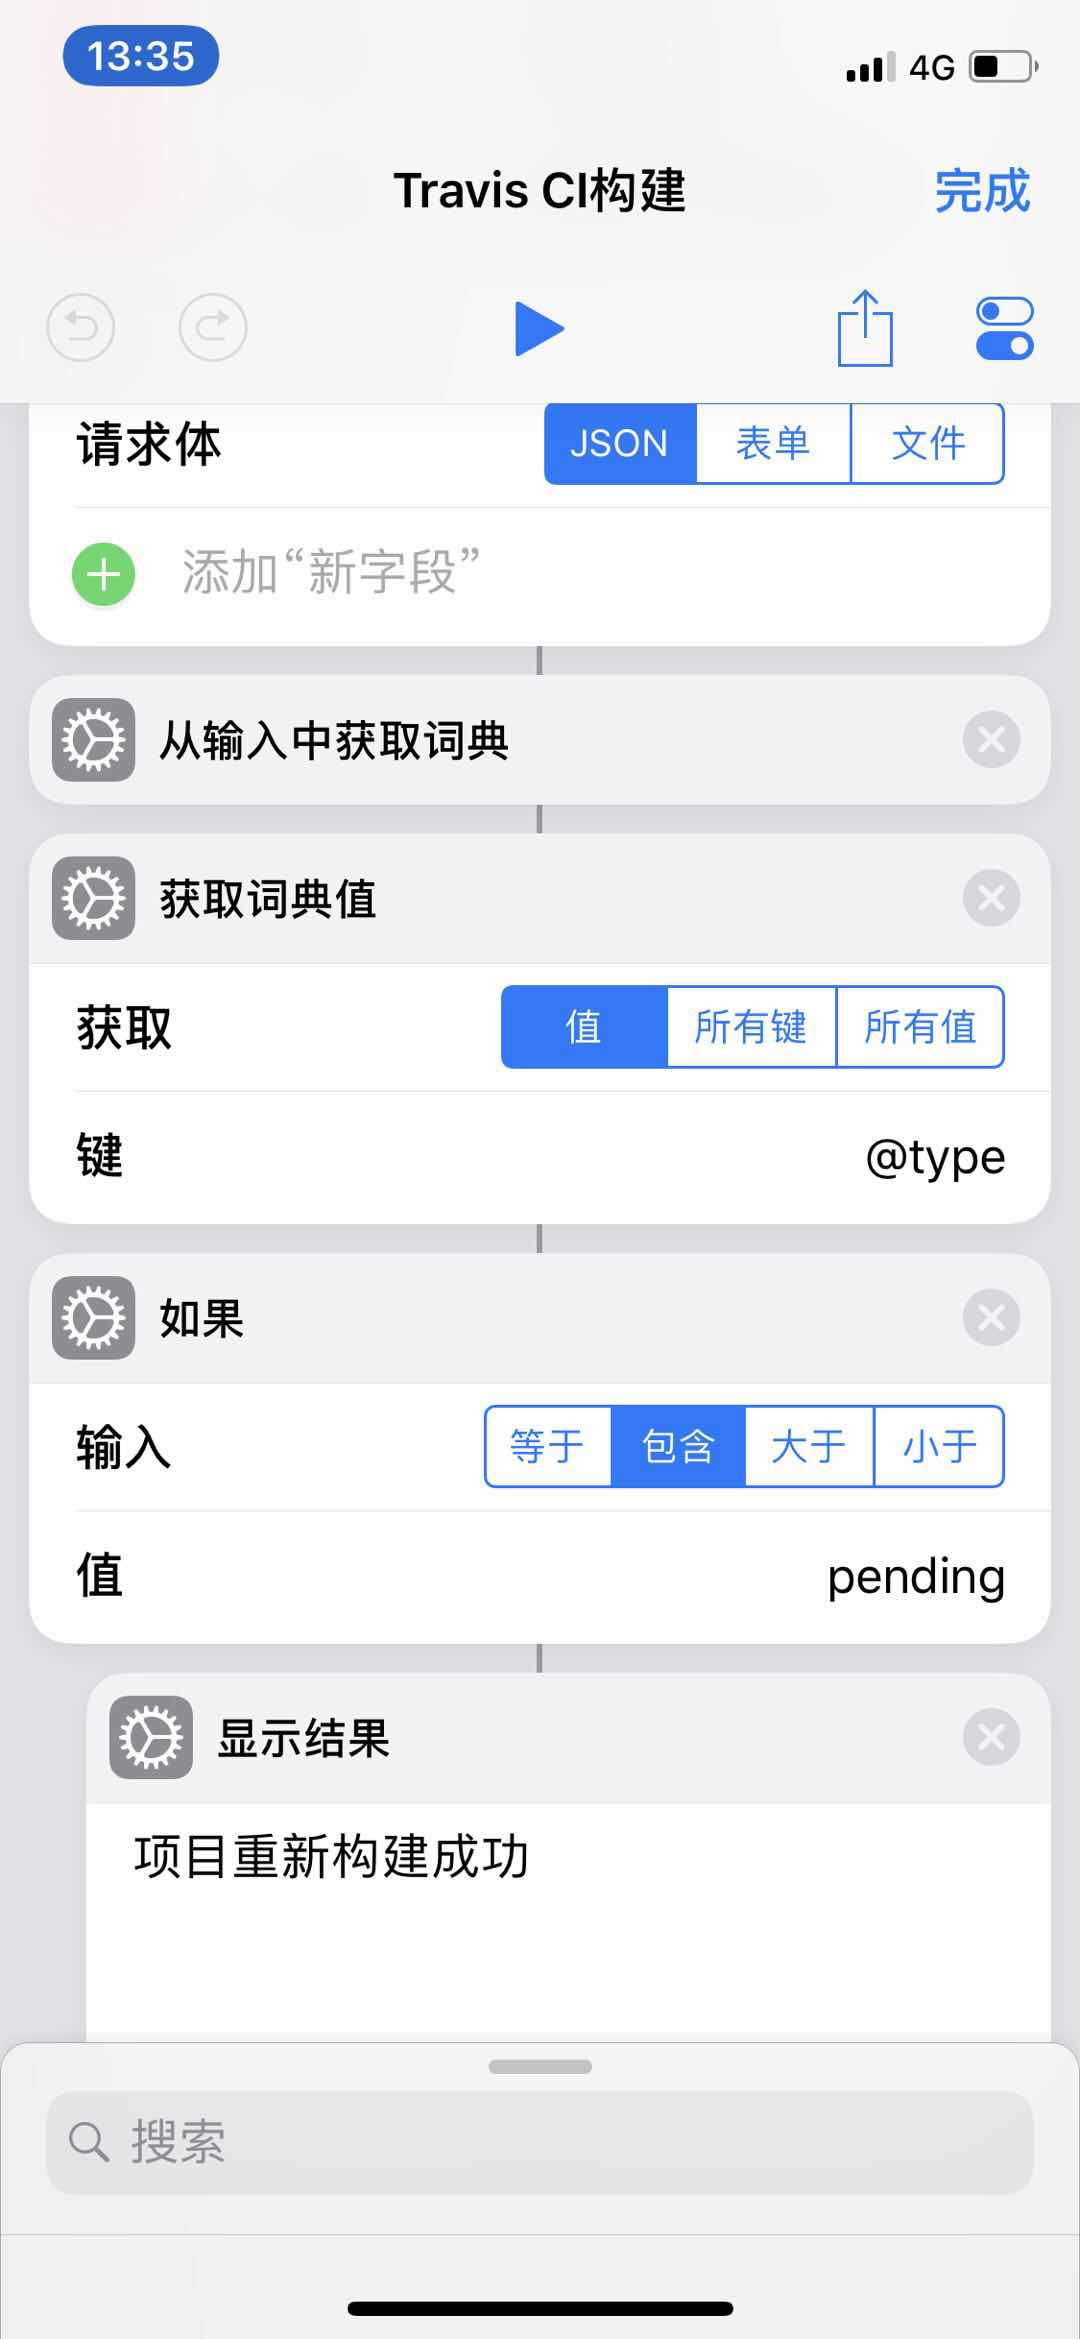 13:35
4G
Travis CI构建
完成
请求体
JSON
表单
文件
添加“新字段”
从输入中获取词典
获取词典值
获取
值
所有键
所有值
键
@type
如果
输入
等于
包含
大于
小于
值
pending
显示结果
项目重新构建成功
搜索